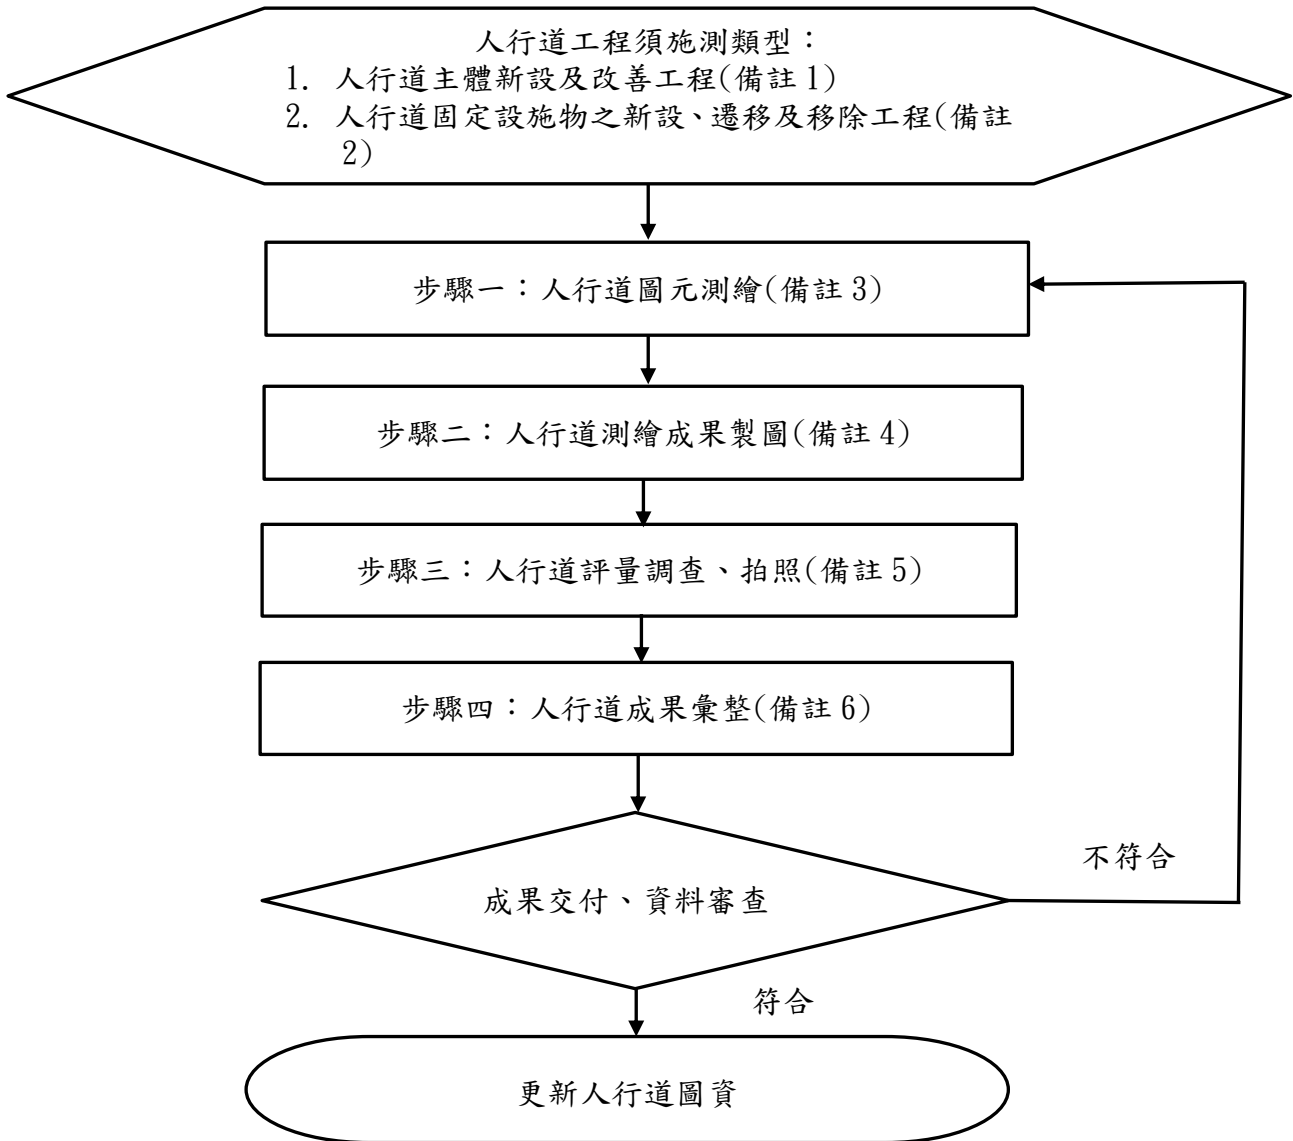 人行道工程須施測類型：
1. 人行道主體新設及改善工程(備註 1)
2. 人行道固定設施物之新設、遷移及移除工程(備註
2)
步驟一：人行道圖元測繪(備註 3)
步驟二：人行道測繪成果製圖(備註 4)
步驟三：人行道評量調查、拍照(備註 5)
步驟四：人行道成果彙整(備註 6)
不符合
成果交付、資料審查
符合
更新人行道圖資